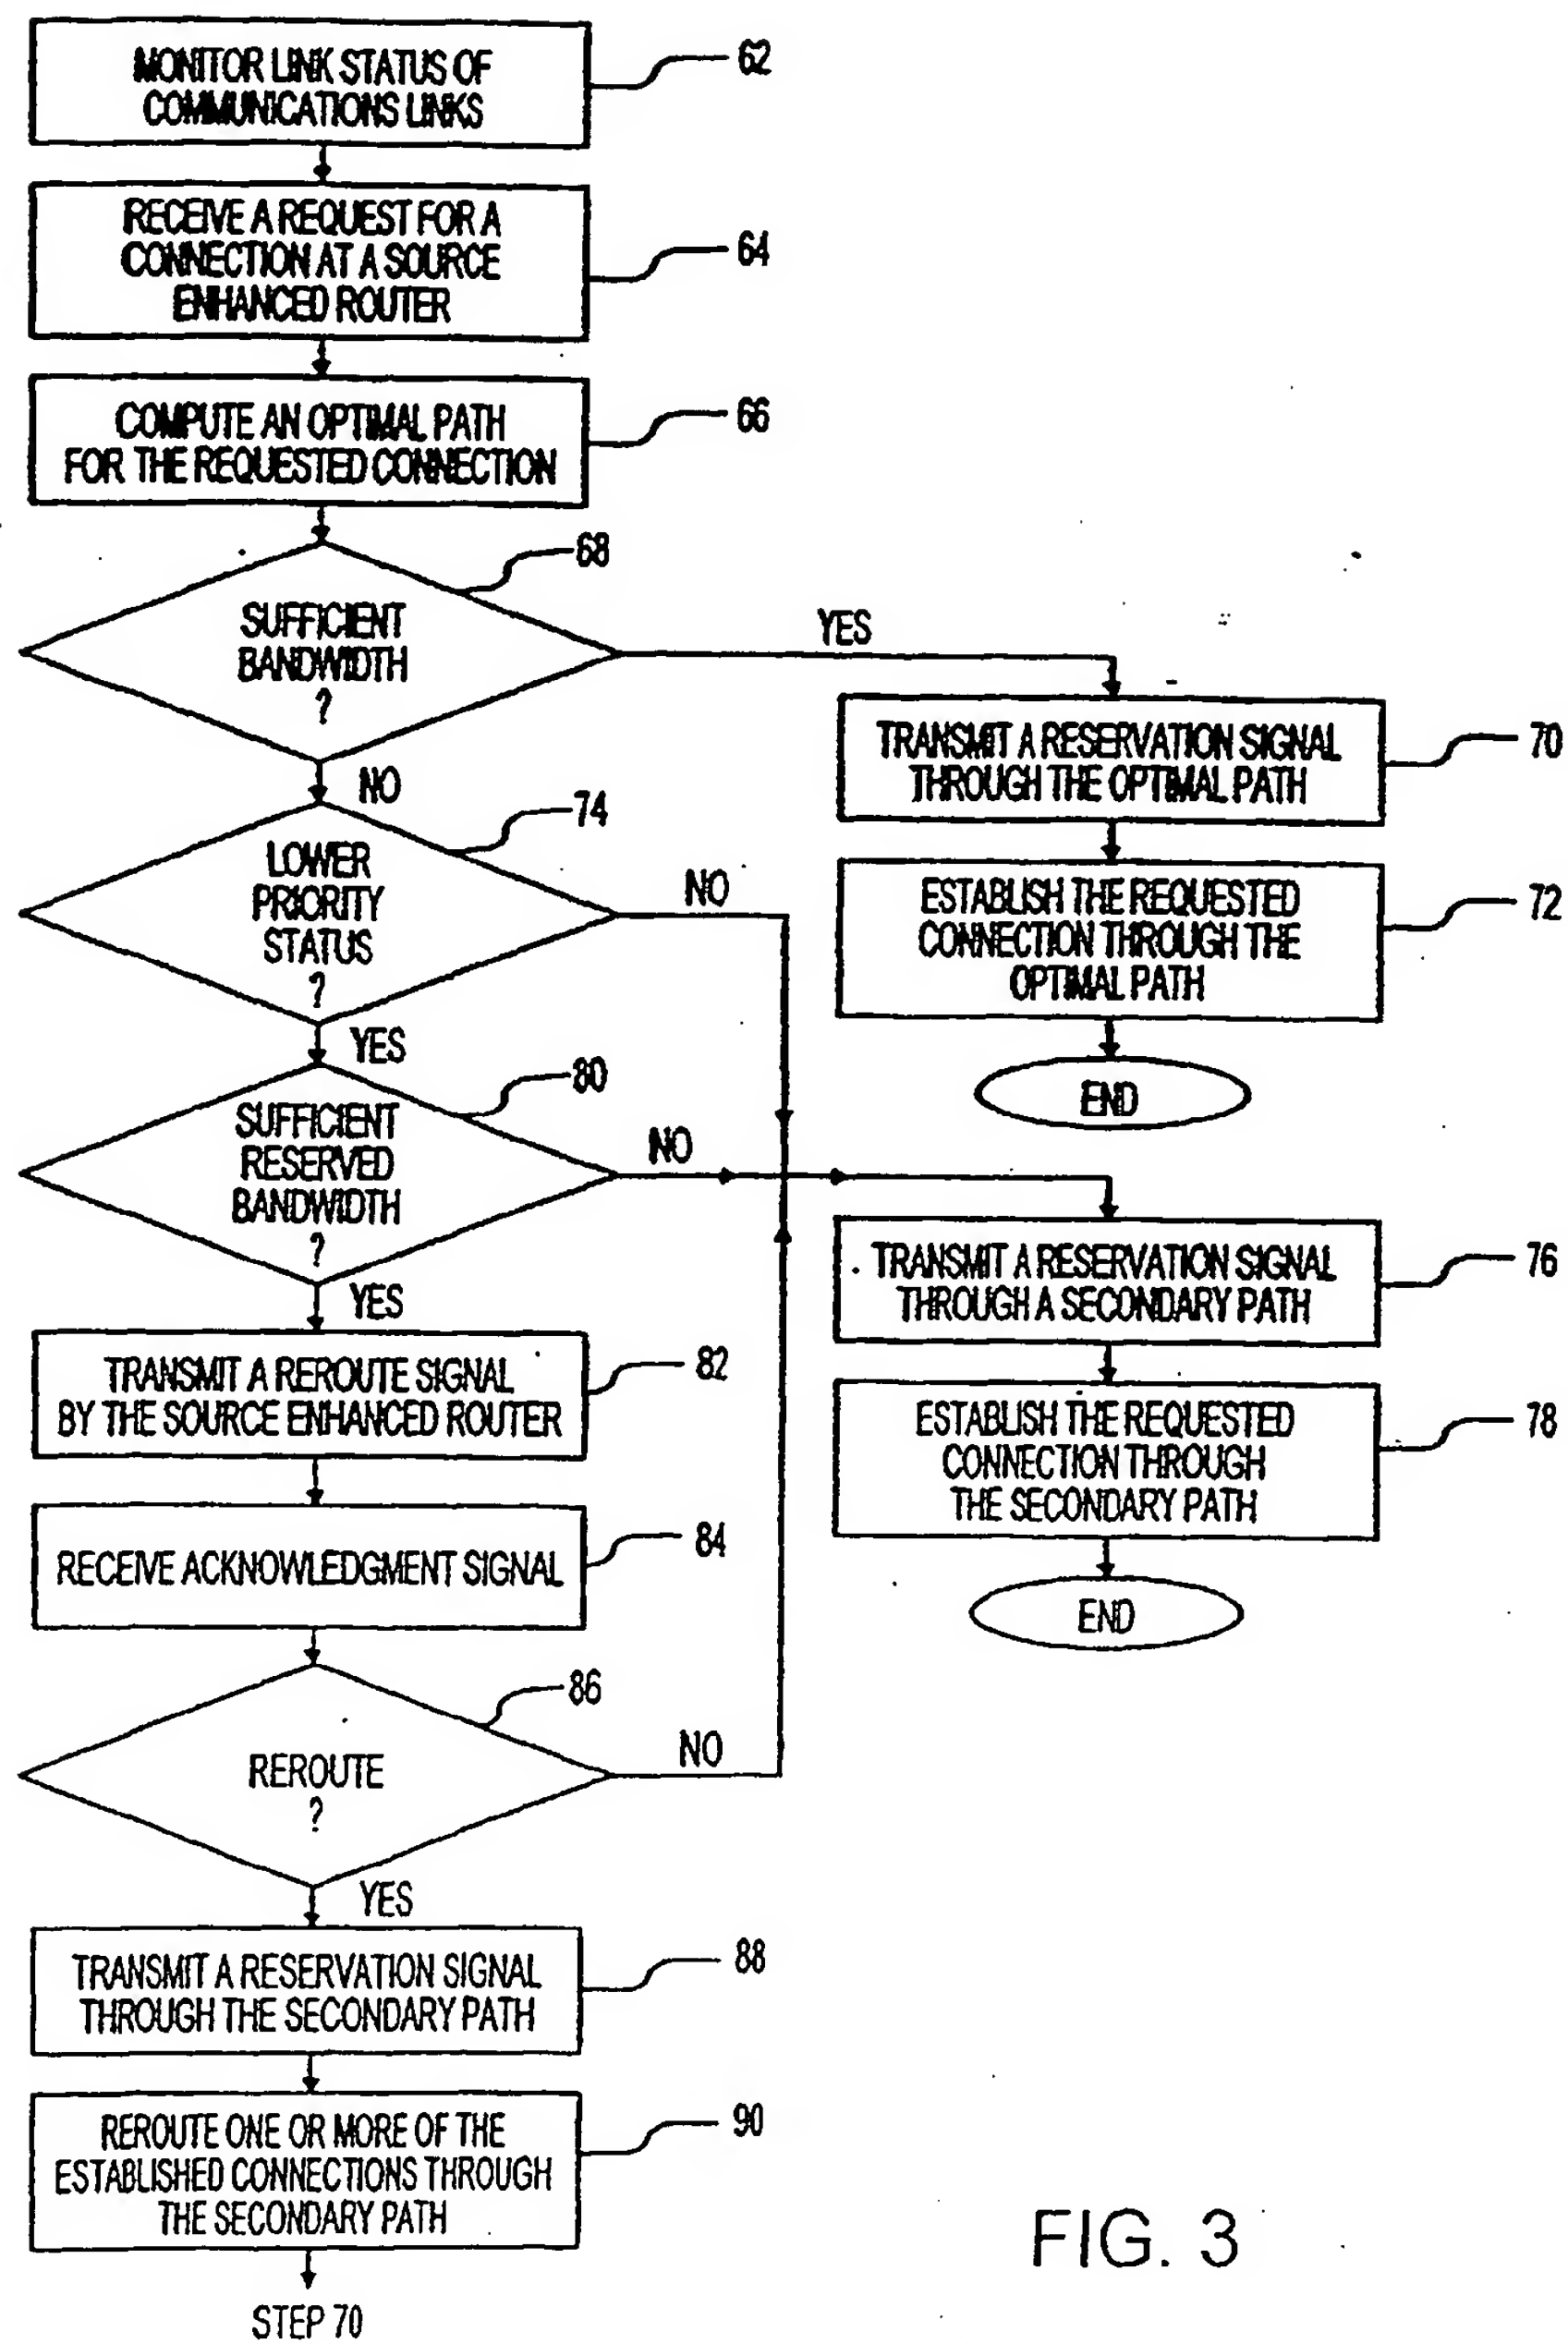 MONITOR LINK STATUS OF
COMMUNICATIONS LINKS
62
RECEIVE A REQUEST FOR A
CONNECTION AT A SOURCE
ENHANCED ROUTER
64
COMPUTE AN OPTIMAL PATH
FOR THE REQUESTED CONNECTION
66
SUFFICIENT
BANDWIDTH
?
68
YES
NO
TRANSMIT A RESERVATION SIGNAL
THROUGH THE OPTIMAL PATH
70
ESTABLISH THE REQUESTED
CONNECTION THROUGH THE
OPTIMAL PATH
72
END
LOWER
PRIORITY
STATUS
?
74
NO
YES
SUFFICIENT
RESERVED
BANDWIDTH
?
80
NO
YES
TRANSMIT A RESERVATION SIGNAL
THROUGH A SECONDARY PATH
76
ESTABLISH THE REQUESTED
CONNECTION THROUGH
THE SECONDARY PATH
78
END
TRANSMIT A REROUTE SIGNAL
BY THE SOURCE ENHANCED ROUTER
82
RECEIVE ACKNOWLEDGMENT SIGNAL
84
REROUTE
?
86
NO
YES
TRANSMIT A RESERVATION SIGNAL
THROUGH THE SECONDARY PATH
88
REROUTE ONE OR MORE OF THE
ESTABLISHED CONNECTIONS THROUGH
THE SECONDARY PATH
90
STEP 70
FIG. 3